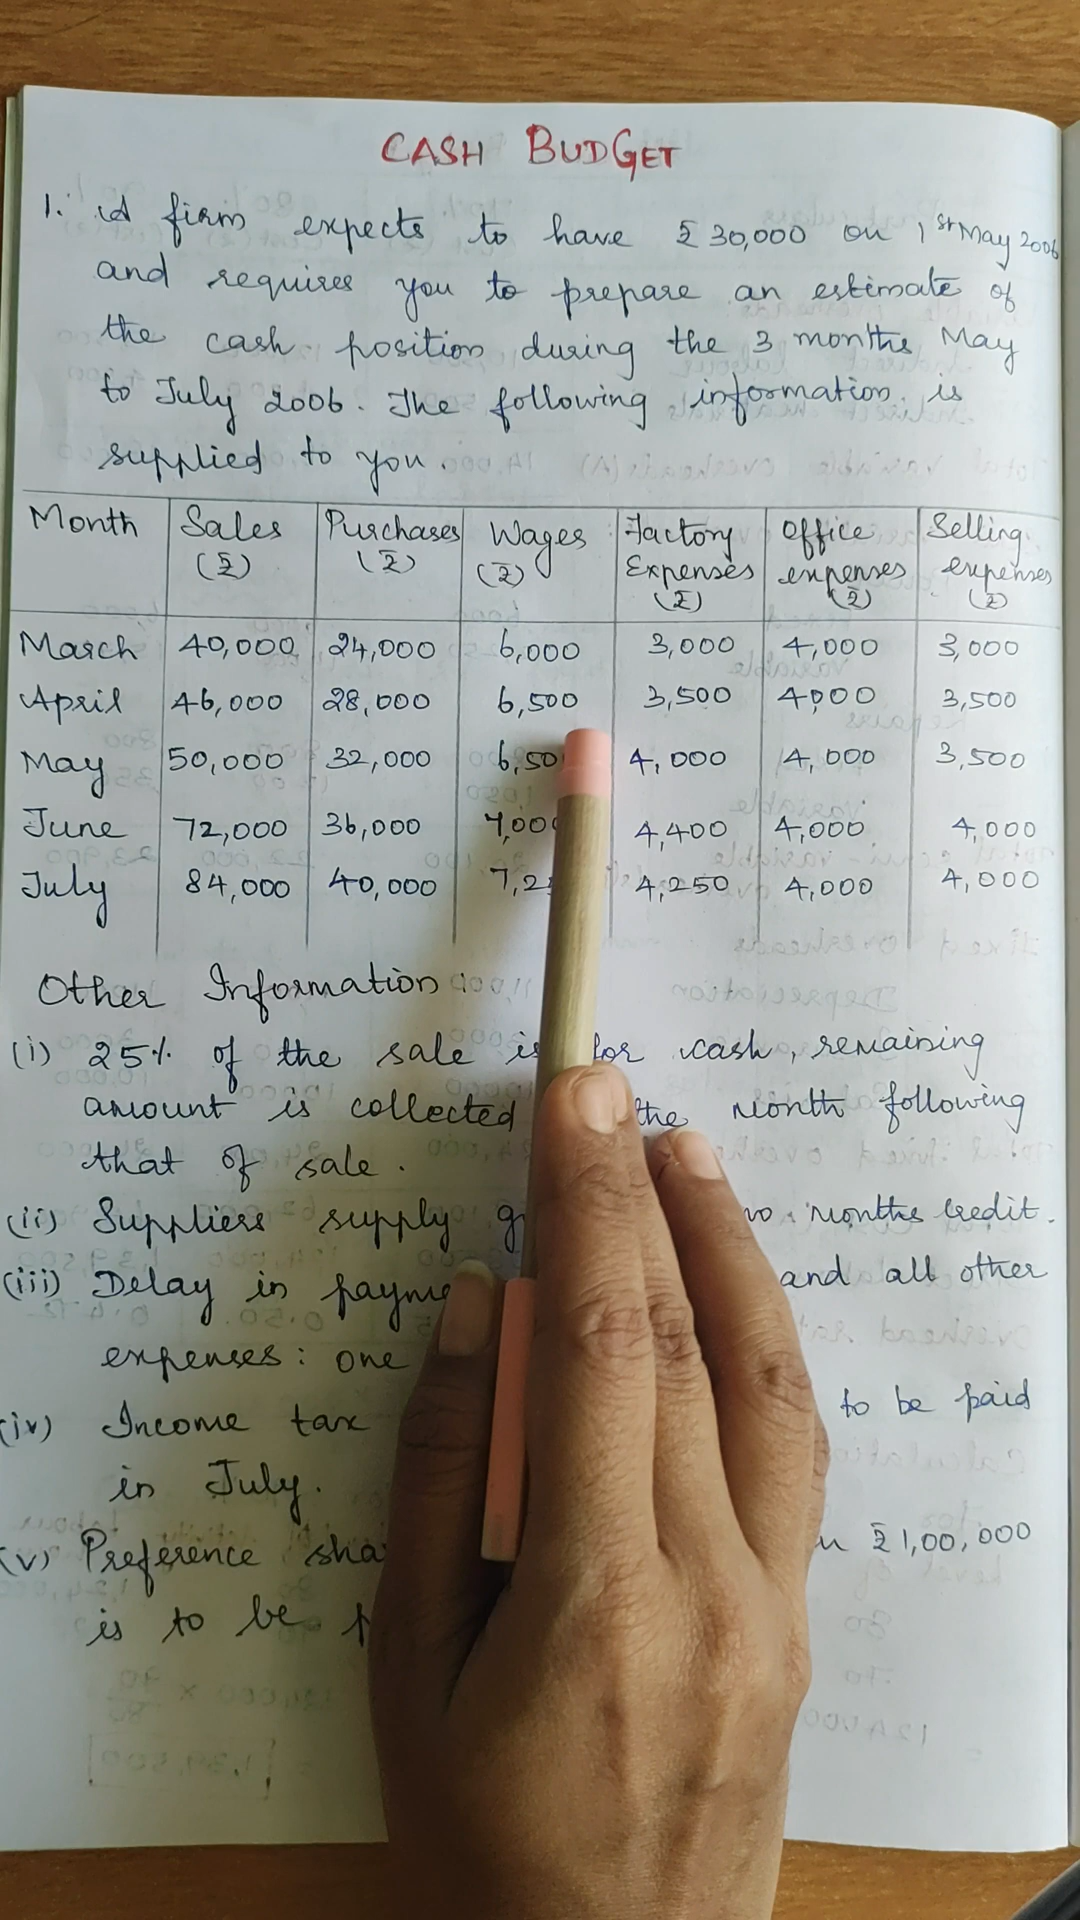 CASH BUDGET
1. A firm expects to have ₹ 30,000 on 1st May 2006
and requires you to prepare an estimate of
the cash position during the 3 months May
to July 2006. The following information is
supplied to you.
Month Sales (₹) Purchases (₹) Wages (₹) Factory Expenses (₹) Office expenses (₹) Selling expenses (₹)
March 40,000 24,000 6,000 3,000 4,000 3,000
April 46,000 28,000 6,500 3,500 4000 3,500
May 50,000 32,000 4,000 4,000 3,500
June 72,000 36,000 4,400 4,000 4,000
July 84,000 40,000 4,250 4,000 4,000
Other Information:
(i) 25% of the sale is for cash, remaining
amount is collected the month following
that of sale.
(ii) Suppliers supply months credit.
(iii) Delay in and all other
expenses: one
(iv) Income tax to be paid
in July.
(v) Preference ₹1,00,000
is to be